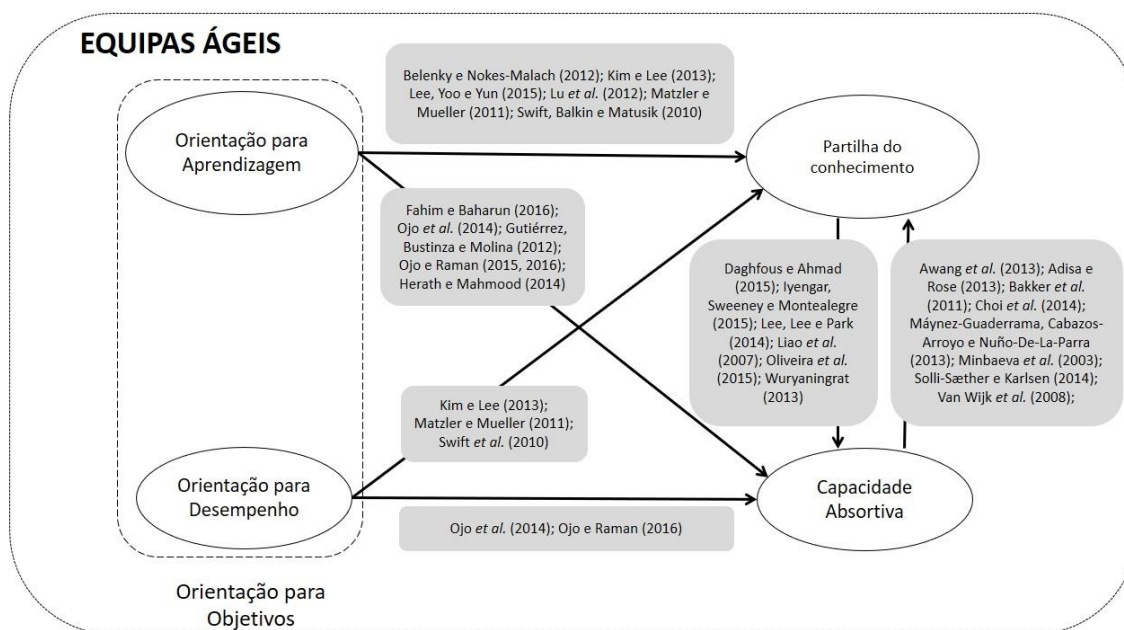 EQUIPAS ÁGEIS
Belenky e Nokes-Malach (2012); Kim e Lee (2013);
Lee, Yoo e Yun (2015); Lu et al. (2012); Matzler e
Mueller (2011); Swift, Balkin e Matusik (2010)
Orientação para
Aprendizagem
Partilha do
conhecimento
Fahim e Baharun (2016);
Ojo et al. (2014); Gutiérrez,
Bustinza e Molina (2012);
Ojo e Raman (2015, 2016);
Herath e Mahmood (2014)
Daghfous e Ahmad
(2015); Iyengar,
Sweeney e Montealegre
(2015); Lee, Lee e Park
(2014); Liao et al.
(2007); Oliveira et al.
(2015); Wuryaningrat
(2013)
Awang et al. (2013); Adisa e
Rose (2013); Bakker et al.
(2011); Choi et al. (2014);
Máynez-Guaderrama, Cabazos-
Arroyo e Nuño-De-La-Parra
(2013); Minbaeva et al. (2003);
Solli-Sæther e Karlsen (2014);
Van Wijk et al. (2008);
Kim e Lee (2013);
Matzler e Mueller (2011);
Swift et al. (2010)
Orientação para
Desempenho
Capacidade
Absortiva
Ojo et al. (2014); Ojo e Raman (2016)
Orientação para
Objetivos